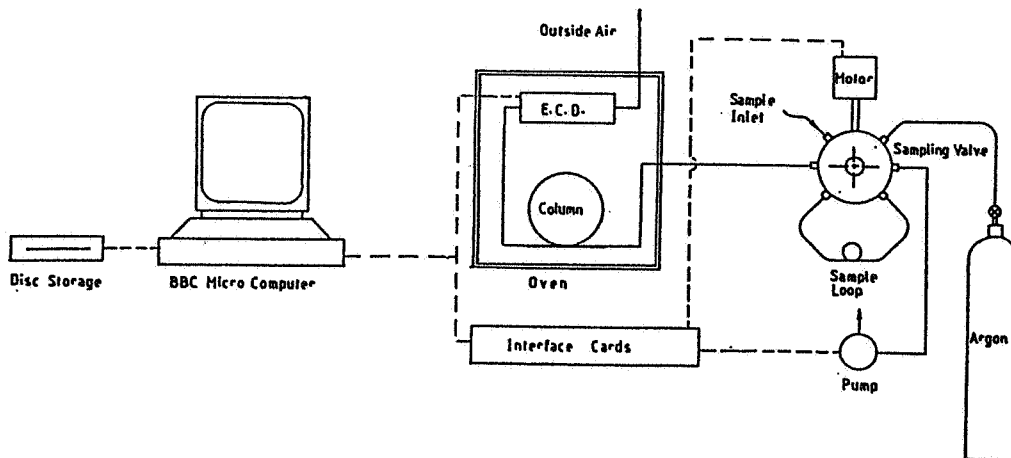 Outside Air
Motor
E.C.D.
Sample
Inlet
Sampling Valve
Column
Disc Storage
BBC Micro Computer
Oven
Sample
Loop
Interface Cards
Argon
Pump